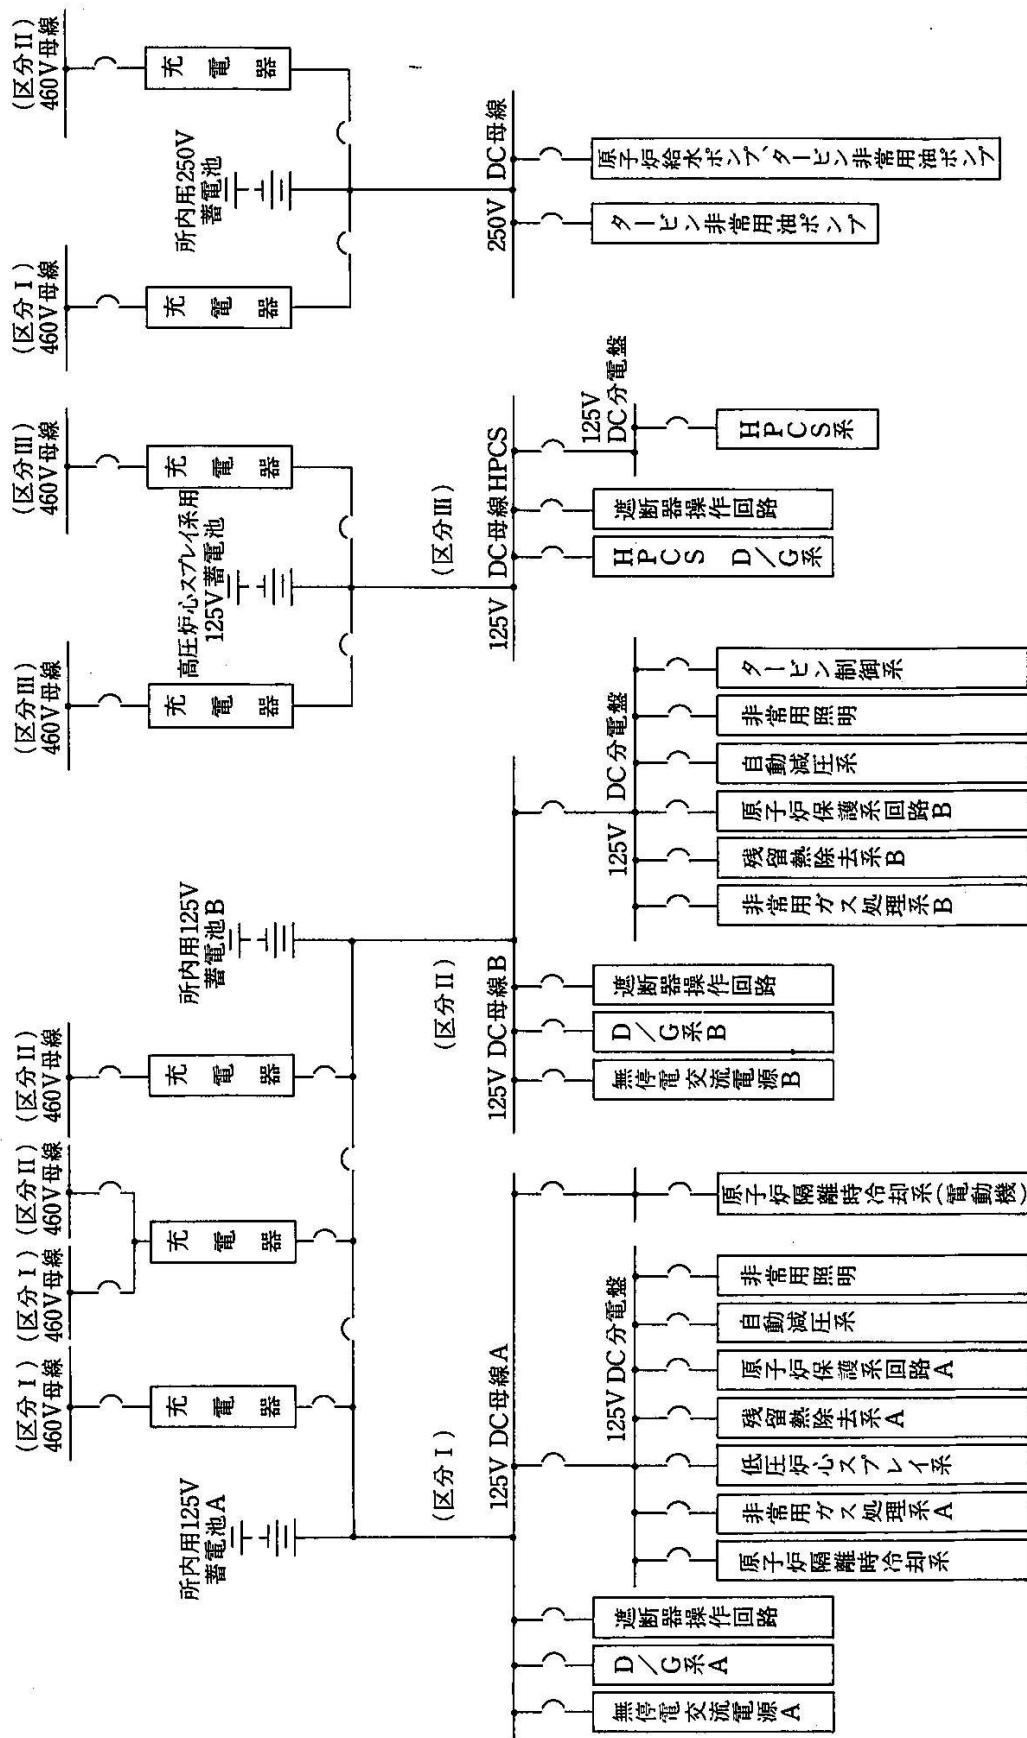 (区分Ⅰ)
460V母線
(区分Ⅰ)
460V母線
(区分Ⅱ)
460V母線
(区分Ⅱ)
460V母線
(区分Ⅲ)
460V母線
(区分Ⅲ)
460V母線
(区分Ⅰ)
460V母線
(区分Ⅱ)
460V母線
所内用125V
蓄電池A
充電器
充電器
充電器
所内用125V
蓄電池B
充電器
高圧炉心スプレイ系用
125V蓄電池
充電器
充電器
所内用250V
蓄電池
充電器
(区分Ⅰ)
125V DC母線A
(区分Ⅱ)
125V DC母線B
(区分Ⅲ)
125V DC母線HPCS
250V DC母線
無停電交流電源A
D/G系A
遮断器操作回路
125V DC分電盤
原子炉隔離時冷却系
非常用ガス処理系A
低圧炉心スプレイ系
残留熱除去系A
原子炉保護系回路A
自動減圧系
非常用照明
原子炉隔離時冷却系(電動機)
無停電交流電源B
D/G系B
遮断器操作回路
125V DC分電盤
非常用ガス処理系B
残留熱除去系B
原子炉保護系回路B
自動減圧系
非常用照明
タービン制御系
HPCS D/G系
遮断器操作回路
125V
DC分電盤
HPCS系
タービン非常用油ポンプ
原子炉給水ポンプ、タービン非常用油ポンプ